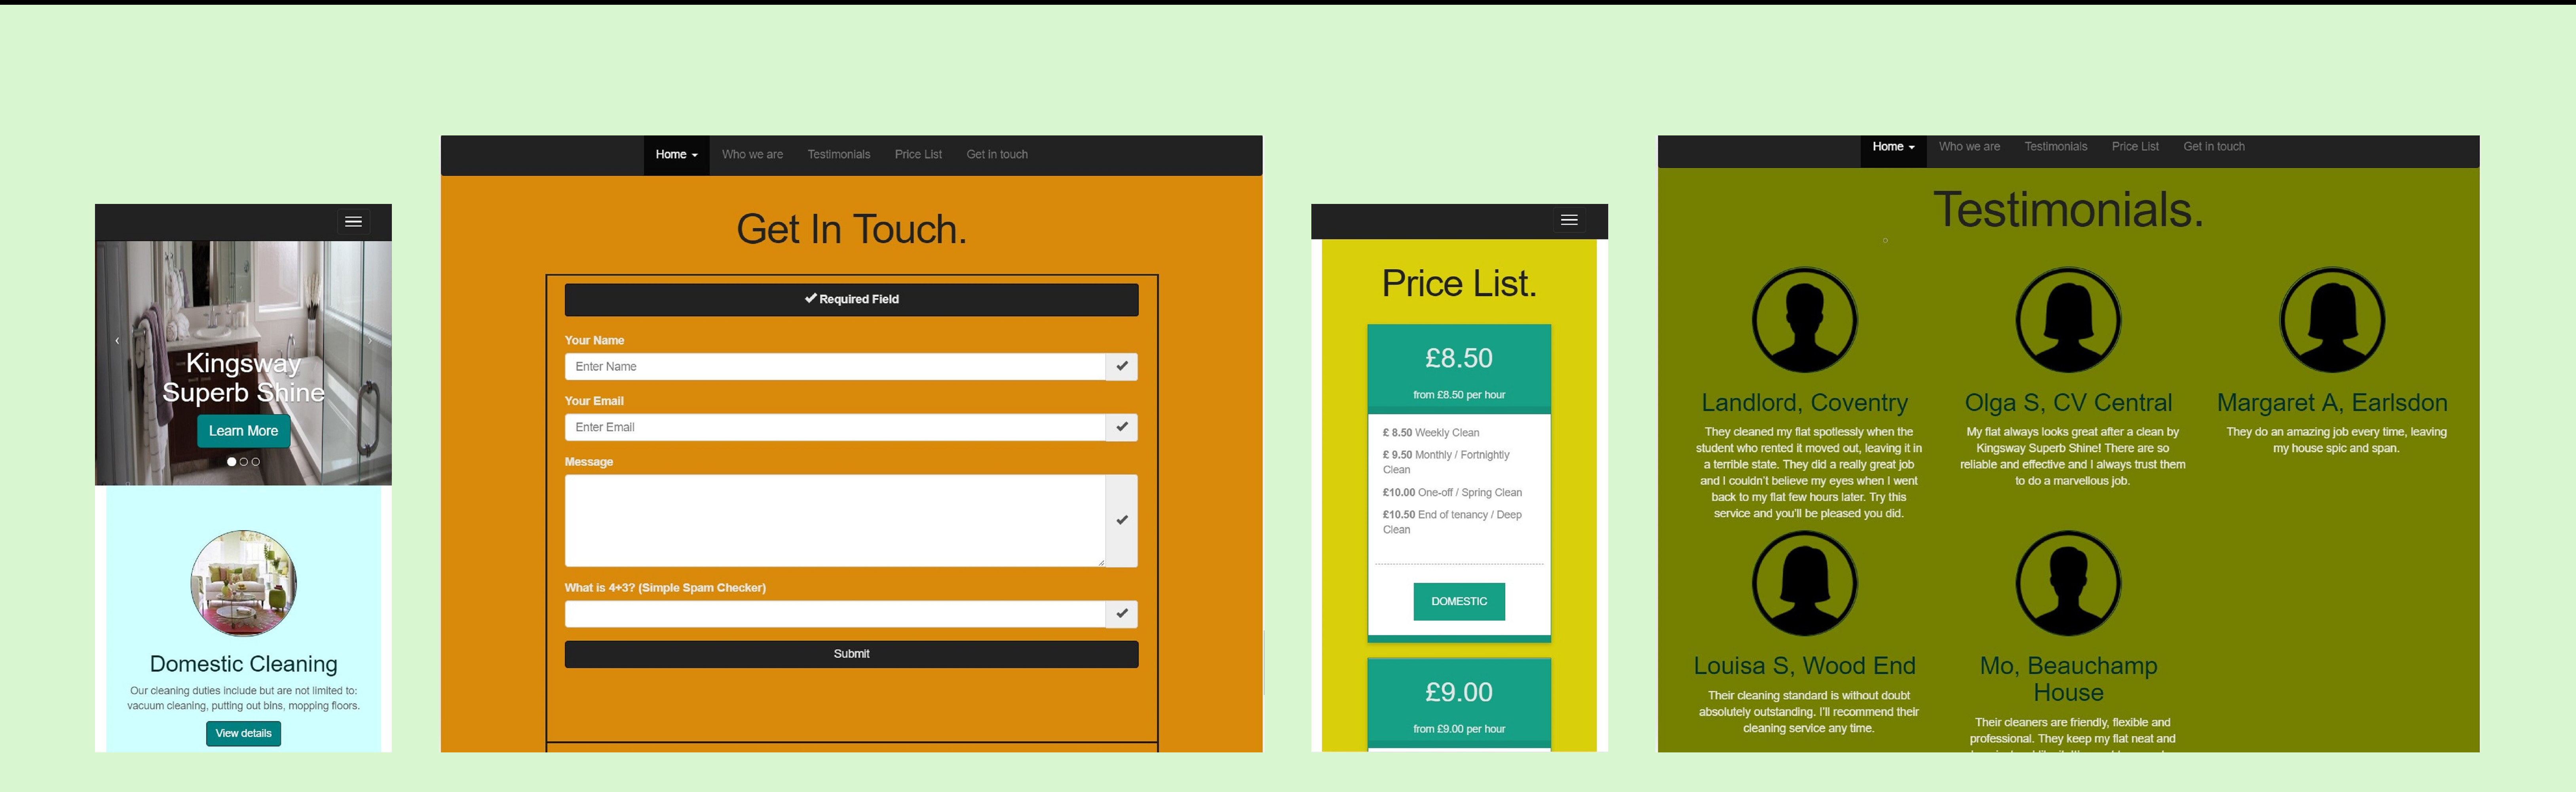 Kingsway
Superb Shine
Learn More
Domestic Cleaning
Our cleaning duties include but are not limited to:
vacuum cleaning, putting out bins, mopping floors.
View details
Home
Who we are
Testimonials
Price List
Get in touch
Get In Touch.
Required Field
Your Name
Enter Name
Your Email
Enter Email
Message
What is 4+3? (Simple Spam Checker)
Submit
Price List.
£8.50
from £8.50 per hour
£ 8.50 Weekly Clean
£ 9.50 Monthly / Fortnightly
Clean
£10.00 One-off / Spring Clean
£10.50 End of tenancy / Deep
Clean
DOMESTIC
£9.00
from £9.00 per hour
Home
Who we are
Testimonials
Price List
Get in touch
Testimonials.
Landlord, Coventry
They cleaned my flat spotlessly when the
student who rented it moved out, leaving it in
a terrible state. They did a really great job
and I couldn't believe my eyes when I went
back to my flat few hours later. Try this
service and you'll be pleased you did.
Olga S, CV Central
My flat always looks great after a clean by
Kingsway Superb Shine! There are so
reliable and effective and I always trust them
to do a marvellous job.
Margaret A, Earlsdon
They do an amazing job every time, leaving
my house spic and span.
Louisa S, Wood End
Their cleaning standard is without doubt
absolutely outstanding. I'll recommend their
cleaning service any time.
Mo, Beauchamp
House
Their cleaners are friendly, flexible and
professional. They keep my flat neat and